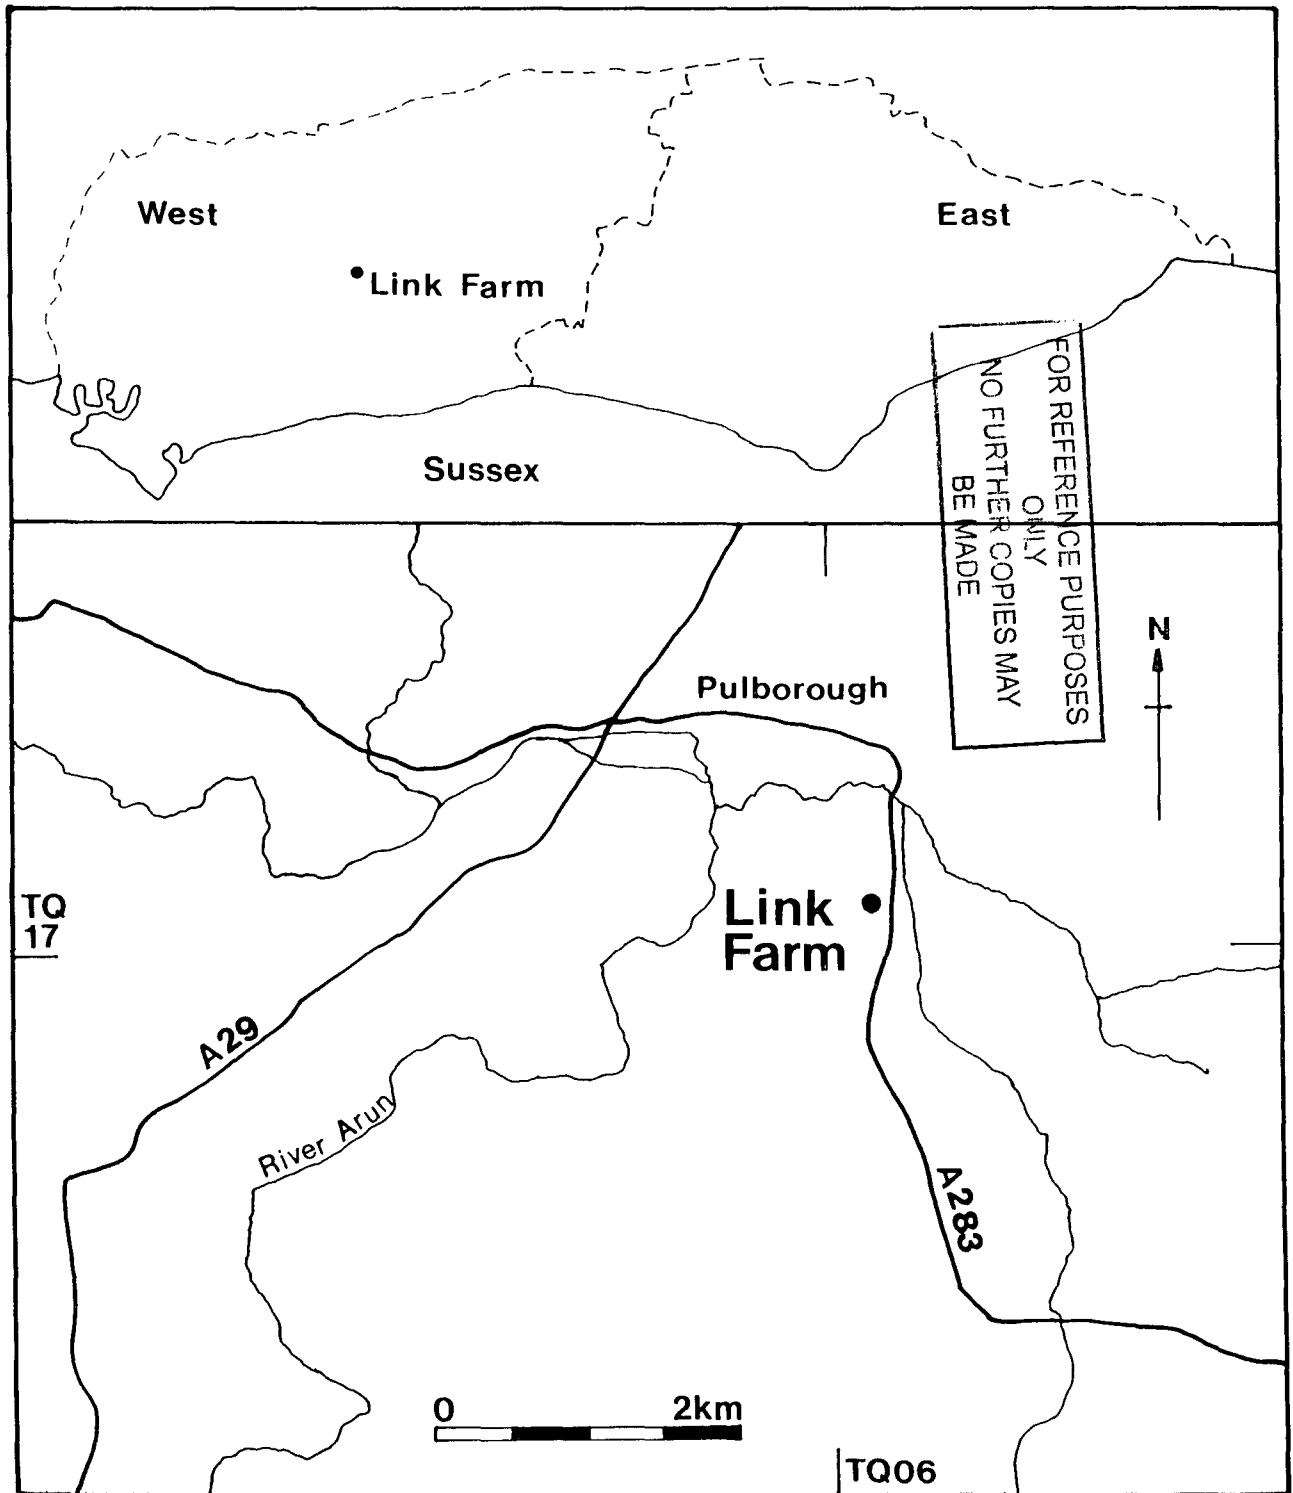 West
East
Link Farm
Sussex
FOR REFERENCE PURPOSES
ONLY
NO FURTHER COPIES MAY
BE MADE
N
Pulborough
Link
Farm
TQ
17
A29
River Arun
A283
0 2km
TQ06